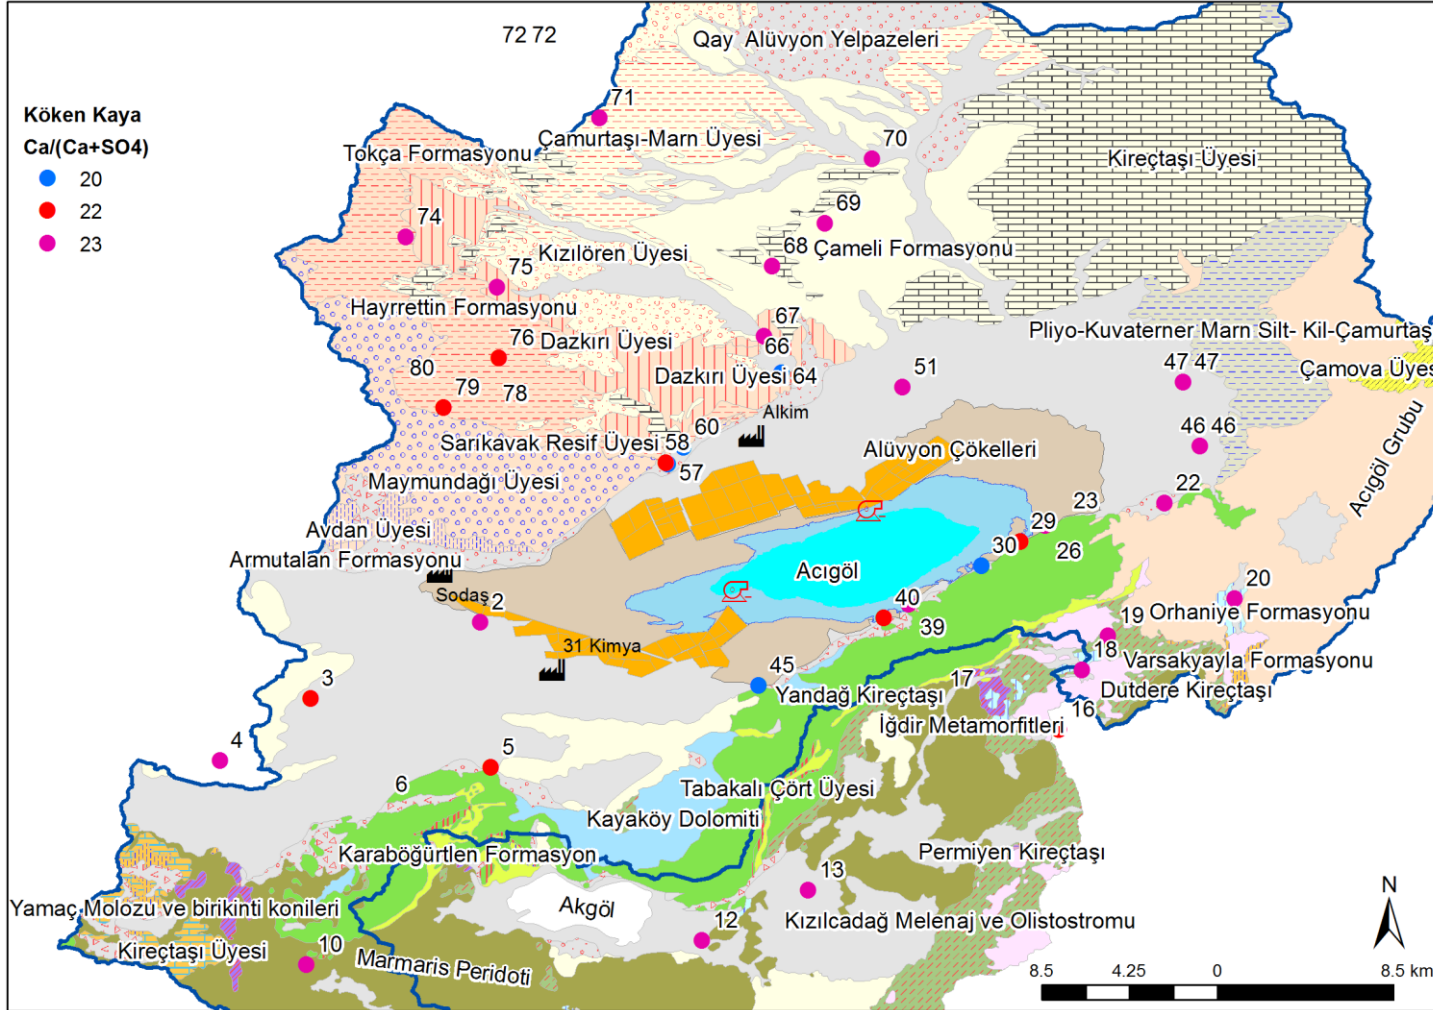 72 72
Qay Alüvyon Yelpazeleri
Köken Kaya
Ca/(Ca+SO4)
20
22
23
71
Çamurtaşı-Marn Üyesi
Tokça Formasyonu
70
Kireçtaşı Üyesi
74
69
Kızılören Üyesi
68
Çameli Formasyonu
75
Hayrrettin Formasyonu
67
76
Dazkırı Üyesi
66
Pliyo-Kuvaterner Marn Silt- Kil-Çamurtaş
80
79
78
Dazkırı Üyesi 64
51
47 47
Çamova Üyes
Alkim
60
Sarıkavak Resif Üyesi 58
57
Alüvyon Çökelleri
46 46
Acıgöl Grubu
Maymundağı Üyesi
22
23
Avdan Üyesi
29
Armutalan Formasyonu
30
26
Acıgöl
Sodaş
2
40
20
39
19
Orhaniye Formasyonu
31 Kimya
18
Varsakyayla Formasyonu
45
17
Dutdere Kireçtaşı
3
Yandağ Kireçtaşı
16
İğdir Metamorfitleri
4
5
6
Tabakalı Çört Üyesi
Kayaköy Dolomiti
Karaböğürtlen Formasyon
Permiyen Kireçtaşı
13
Akgöl
Yamaç Molozu ve birikinti konileri
12
Kızılcadağ Melenaj ve Olistostromu
N
Kireçtaşı Üyesi
10
Marmaris Peridoti
8.5 4.25 0 8.5 km